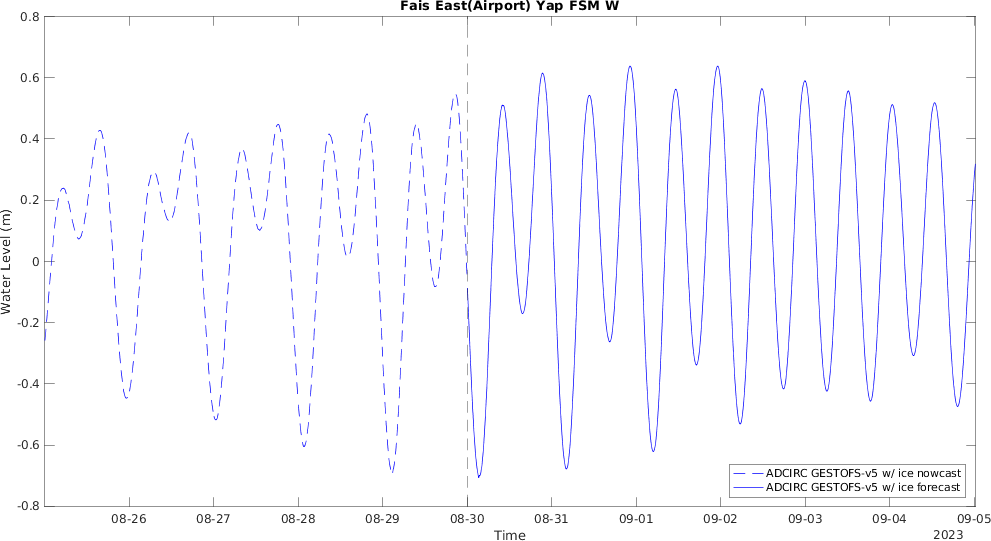 Fais East(Airport) Yap FSM W
0.8
0.6
0.4
0.2
0
-0.2
-0.4
-0.6
-0.8
Water Level (m)
ADCIRC GESTOFS-v5 w/ ice nowcast
ADCIRC GESTOFS-v5 w/ ice forecast
08-26 08-27 08-28 08-29 08-30 08-31 09-01 09-02 09-03 09-04 09-05
Time
2023